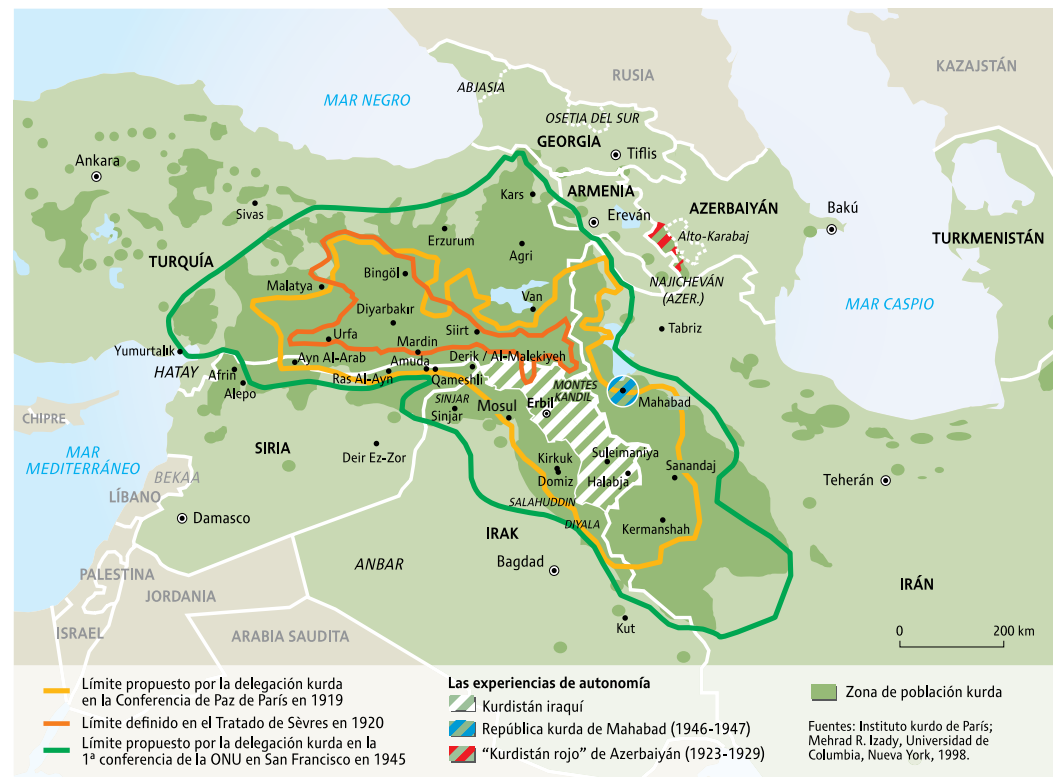 RUSIA
KAZAJSTÁN
ABJASIA
MAR NEGRO
OSETIA DEL SUR
GEORGIA
Tiflis
Ankara
Kars
ARMENIA
Ereván
AZERBAIYÁN
Bakú
Alto-Karabaj
Sivas
Erzurum
Agri
TURKMENISTÁN
TURQUÍA
Bingöl
NAJICHEVÁN
(AZER.)
Malatya
Van
MAR CASPIO
Diyarbakır
Tabriz
Urfa
Siirt
Mardin
Yumurtalık
Ayn Al-Arab
Amuda
Derik / Al-Malekiyeh
HATAY
Afrin
Ras Al-Ayn
Qameshli
Alepo
SINJAR
Sinjar
Mosul
Erbil
MONTES
KANDIL
Mahabad
CHIPRE
SIRIA
Deir Ez-Zor
Kirkuk
Domiz
Suleimaniya
Halabja
Sanandaj
Teherán
MAR
MEDITERRÁNEO
BEKAA
LÍBANO
SALAHUDDIN
Damasco
DIYALA
Kermanshah
IRAK
ANBAR
Bagdad
PALESTINA
JORDANIA
IRÁN
ISRAEL
ARABIA SAUDITA
Kut
0
200 km
Límite propuesto por la delegación kurda
en la Conferencia de Paz de París en 1919
Límite definido en el Tratado de Sèvres en 1920
Límite propuesto por la delegación kurda en la
1ª conferencia de la ONU en San Francisco en 1945
Las experiencias de autonomía
Kurdistán iraquí
República kurda de Mahabad (1946-1947)
“Kurdistán rojo” de Azerbaiyán (1923-1929)
Zona de población kurda
Fuentes: Instituto kurdo de París;
Mehrad R. Izady, Universidad de
Columbia, Nueva York, 1998.